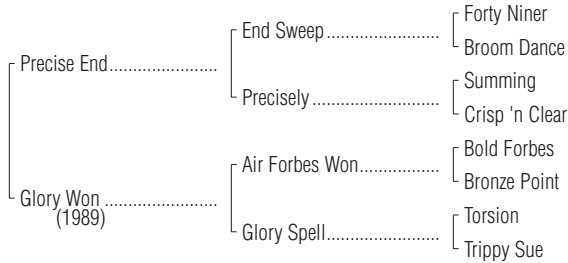 Forty Niner
End Sweep
Broom Dance
Precise End
Summing
Precisely
Crisp 'n Clear
Bold Forbes
Air Forbes Won
Bronze Point
Glory Won
(1989)
Torsion
Glory Spell
Trippy Sue